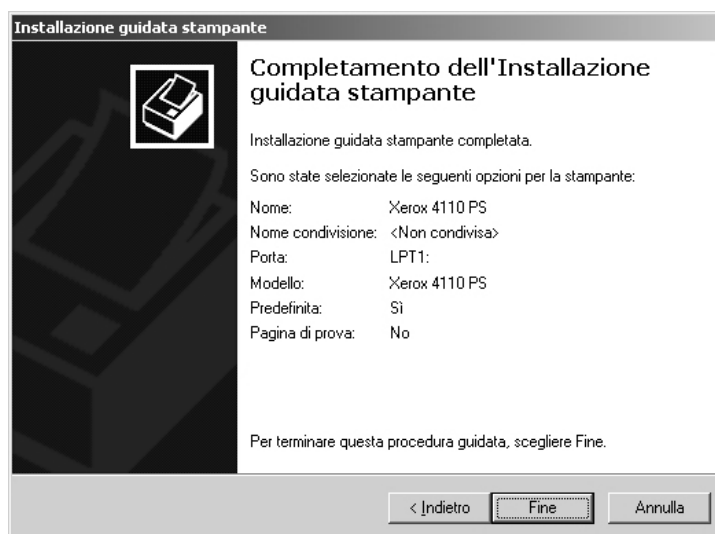 Installazione guidata stampante
Completamento dell'Installazione
guidata stampante
Installazione guidata stampante completata.
Sono state selezionate le seguenti opzioni per la stampante:
Nome: Xerox 4110 PS
Nome condivisione: <Non condivisa>
Porta: LPT1:
Modello: Xerox 4110 PS
Predefinita: Sì
Pagina di prova: No
Per terminare questa procedura guidata, scegliere Fine.
< Indietro Fine Annulla